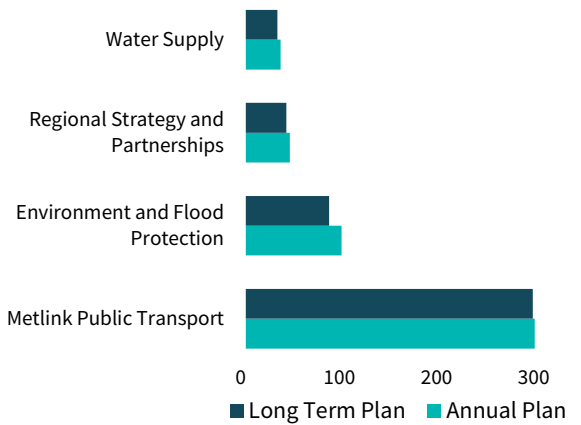 Water Supply
Regional Strategy and
Partnerships
Environment and Flood
Protection
Metlink Public Transport
0 100 200 300
Long Term Plan Annual Plan